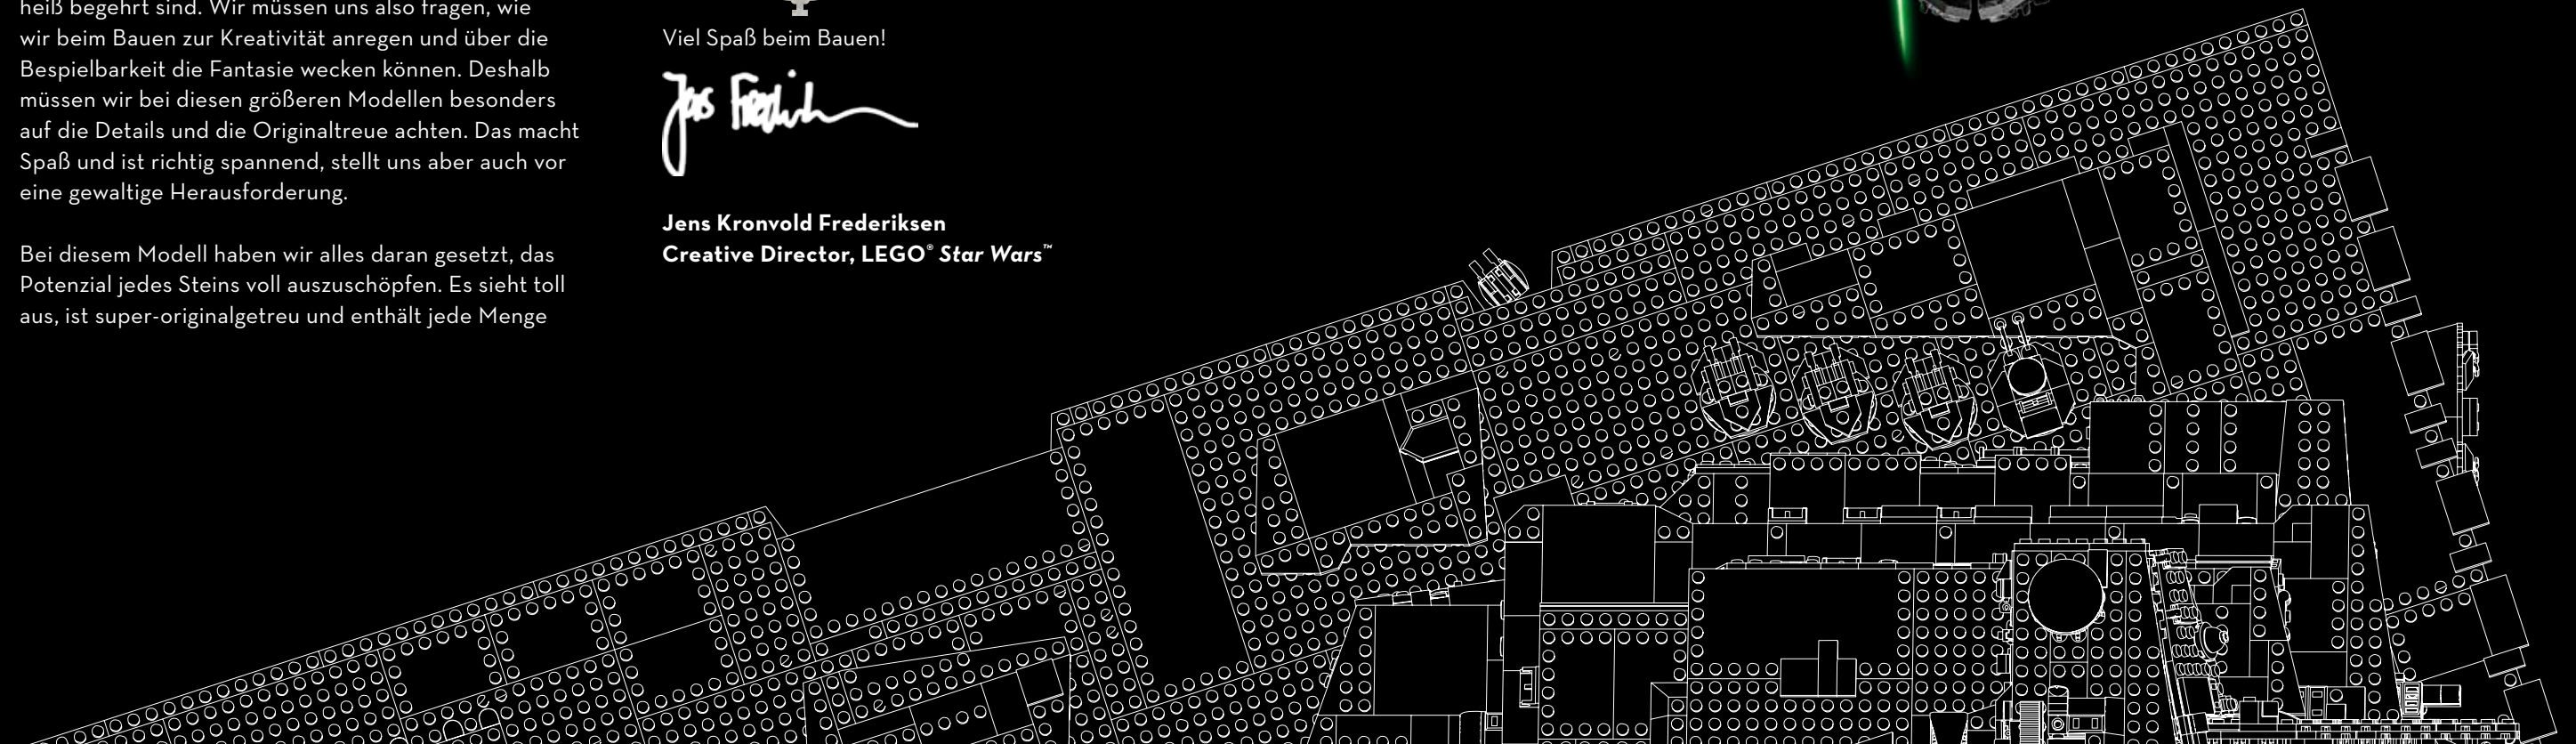 heiß begehrt sind. Wir müssen uns also fragen, wie
wir beim Bauen zur Kreativität anregen und über die
Bespielbarkeit die Fantasie wecken können. Deshalb
müssen wir bei diesen größeren Modellen besonders
auf die Details und die Originaltreue achten. Das macht
Spaß und ist richtig spannend, stellt uns aber auch vor
eine gewaltige Herausforderung.
Bei diesem Modell haben wir alles daran gesetzt, das
Potenzial jedes Steins voll auszuschöpfen. Es sieht toll
aus, ist super-originalgetreu und enthält jede Menge
Viel Spaß beim Bauen!
Jens Kronvold Frederiksen
Creative Director, LEGO® Star Wars™